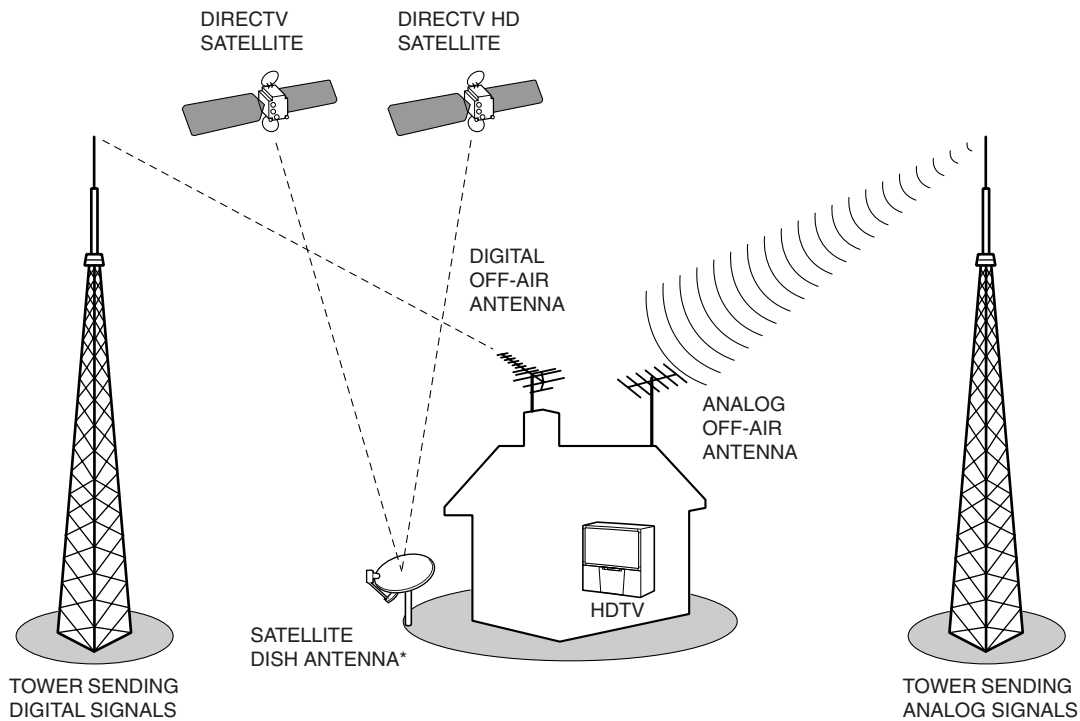 DIRECTV
SATELLITE
DIRECTV HD
SATELLITE
DIGITAL
OFF-AIR
ANTENNA
ANALOG
OFF-AIR
ANTENNA
HDTV
SATELLITE
DISH ANTENNA*
TOWER SENDING
DIGITAL SIGNALS
TOWER SENDING
ANALOG SIGNALS